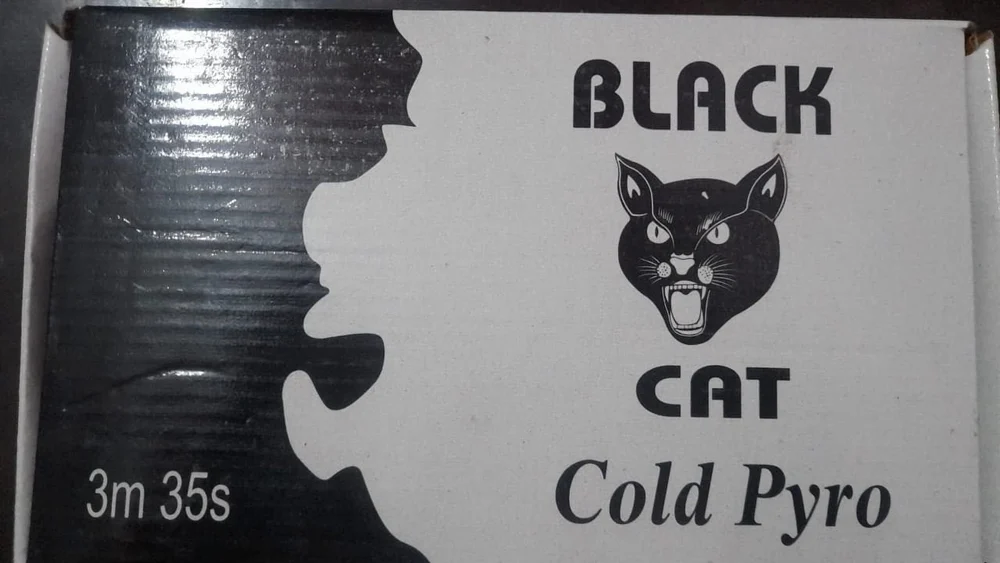 BLACK
CAT
Cold Pyro
3m 35s